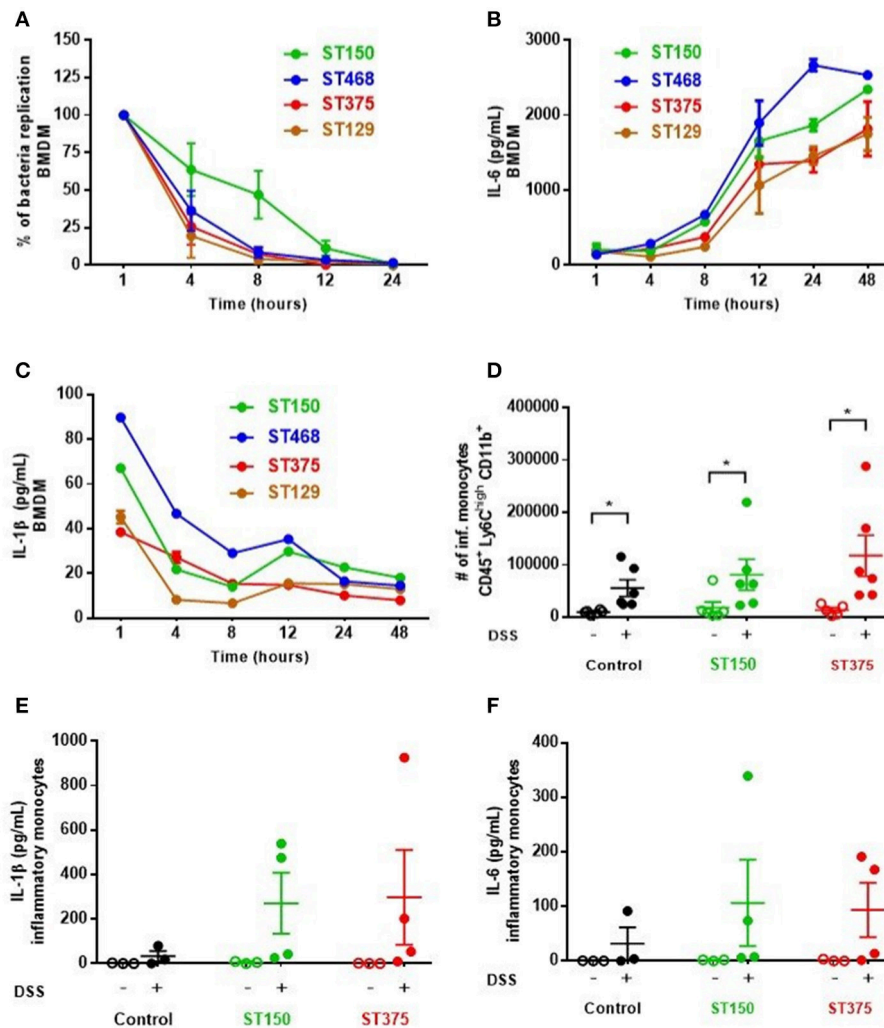 A
150
125
100
75
50
25
0
% of bacteria replication
BMDM
ST150
ST468
ST375
ST129
1 4 8 12 24
Time (hours)
B
3000
2000
1000
0
IL-6 (pg/mL)
BMDM
ST150
ST468
ST375
ST129
1 4 8 12 24 48
Time (hours)
C
100
80
60
40
20
0
IL-1β (pg/mL)
BMDM
ST150
ST468
ST375
ST129
1 4 8 12 24 48
Time (hours)
D
400000
300000
200000
100000
0
# of inf. monocytes
CD45+ Ly6Chigh CD11b+
* * *
DSS - + - + - +
Control ST150 ST375
E
1000
800
600
400
200
0
IL-1β (pg/mL)
inflammatory monocytes
DSS - + - + - +
Control ST150 ST375
F
400
300
200
100
0
IL-6 (pg/mL)
inflammatory monocytes
DSS - + - + - +
Control ST150 ST375